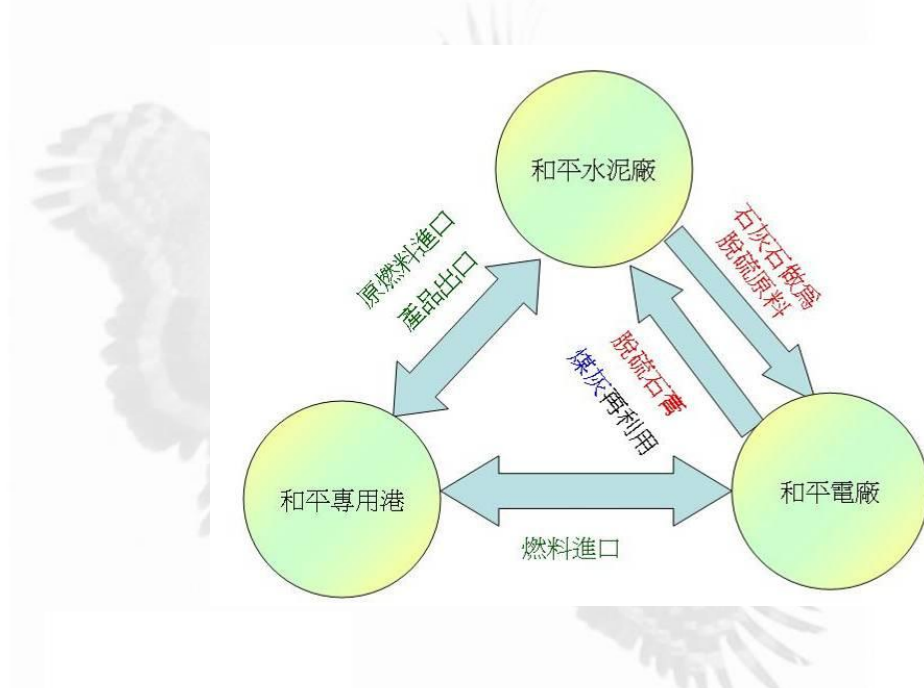 和平水泥廠
原燃料進口
產品出口
石灰石做爲
脫硫原料
脫硫石膏
煤灰再利用
和平專用港
和平電廠
燃料進口